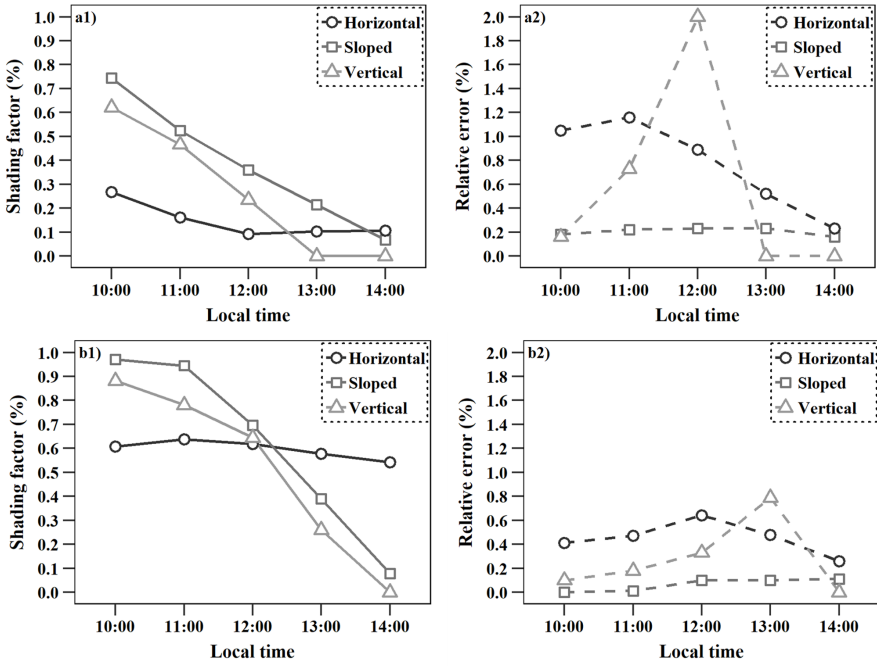 a1)
Horizontal
Sloped
Vertical
Shading factor (%)
1.0
0.9
0.8
0.7
0.6
0.5
0.4
0.3
0.2
0.1
0.0
10:00 11:00 12:00 13:00 14:00
Local time
a2)
Horizontal
Sloped
Vertical
Relative error (%)
2.0
1.8
1.6
1.4
1.2
1.0
0.8
0.6
0.4
0.2
0.0
10:00 11:00 12:00 13:00 14:00
Local time
b1)
Horizontal
Sloped
Vertical
Shading factor (%)
1.0
0.9
0.8
0.7
0.6
0.5
0.4
0.3
0.2
0.1
0.0
10:00 11:00 12:00 13:00 14:00
Local time
b2)
Horizontal
Sloped
Vertical
Relative error (%)
2.0
1.8
1.6
1.4
1.2
1.0
0.8
0.6
0.4
0.2
0.0
10:00 11:00 12:00 13:00 14:00
Local time